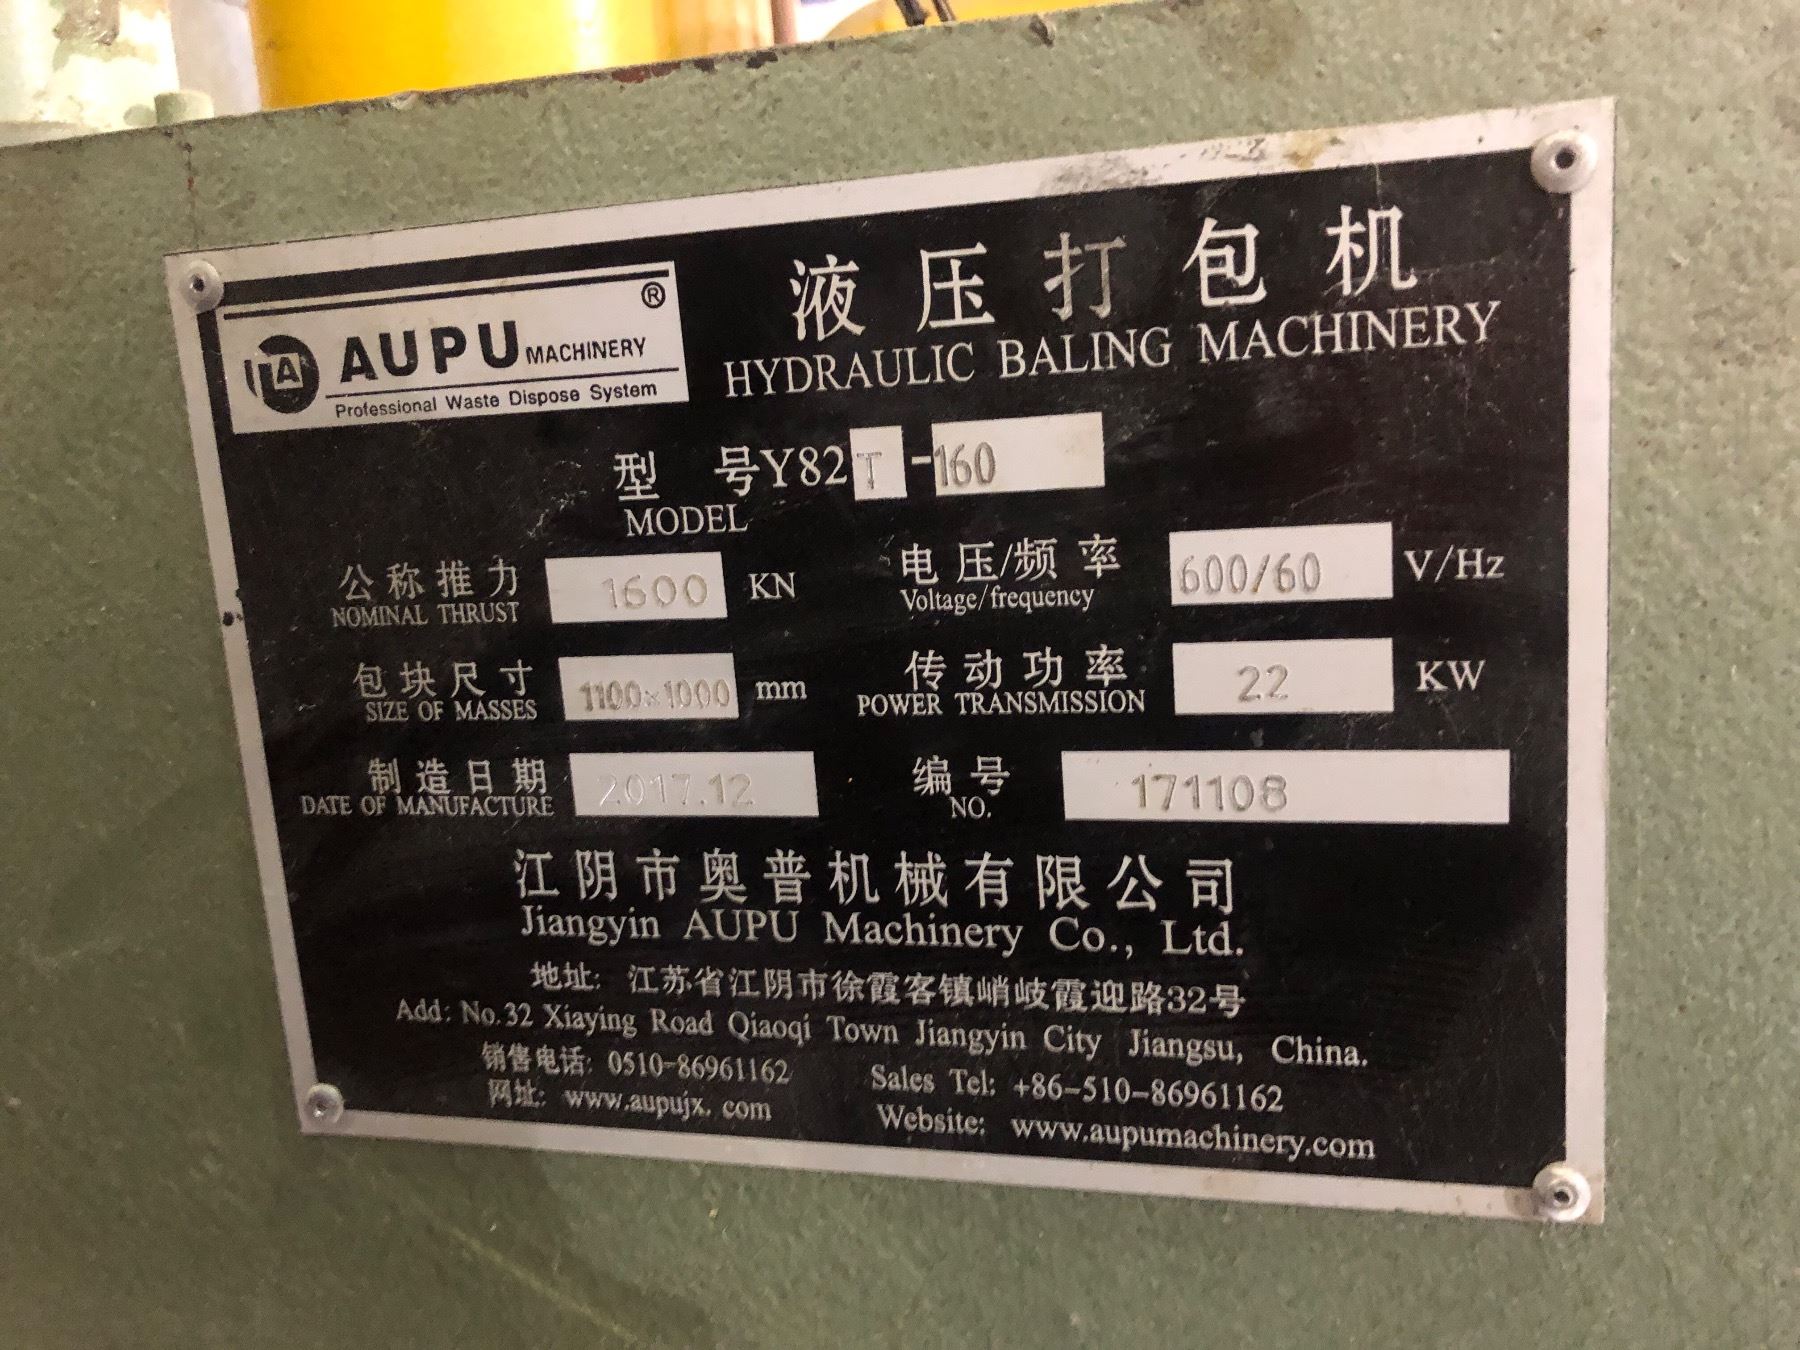 AUPU MACHINERY ®
Professional Waste Dispose System
液压打包机
HYDRAULIC BALING MACHINERY
型 号 Y82T-160
MODEL
公称推力 1600 KN
NOMINAL THRUST
电压/频率 600/60 V/Hz
Voltage/frequency
包块尺寸 1100×1000 mm
SIZE OF MASSES
传动功率 22 KW
POWER TRANSMISSION
制造日期 2017.12
DATE OF MANUFACTURE
编号 171108
NO.
江阴市奥普机械有限公司
Jiangyin AUPU Machinery Co., Ltd.
地址: 江苏省江阴市徐霞客镇峭岐霞迎路32号
Add: No.32 Xiaying Road Qiaoqi Town Jiangyin City Jiangsu, China.
销售电话: 0510-86961162 Sales Tel: +86-510-86961162
网址: www.aupujx.com Website: www.aupumachinery.com